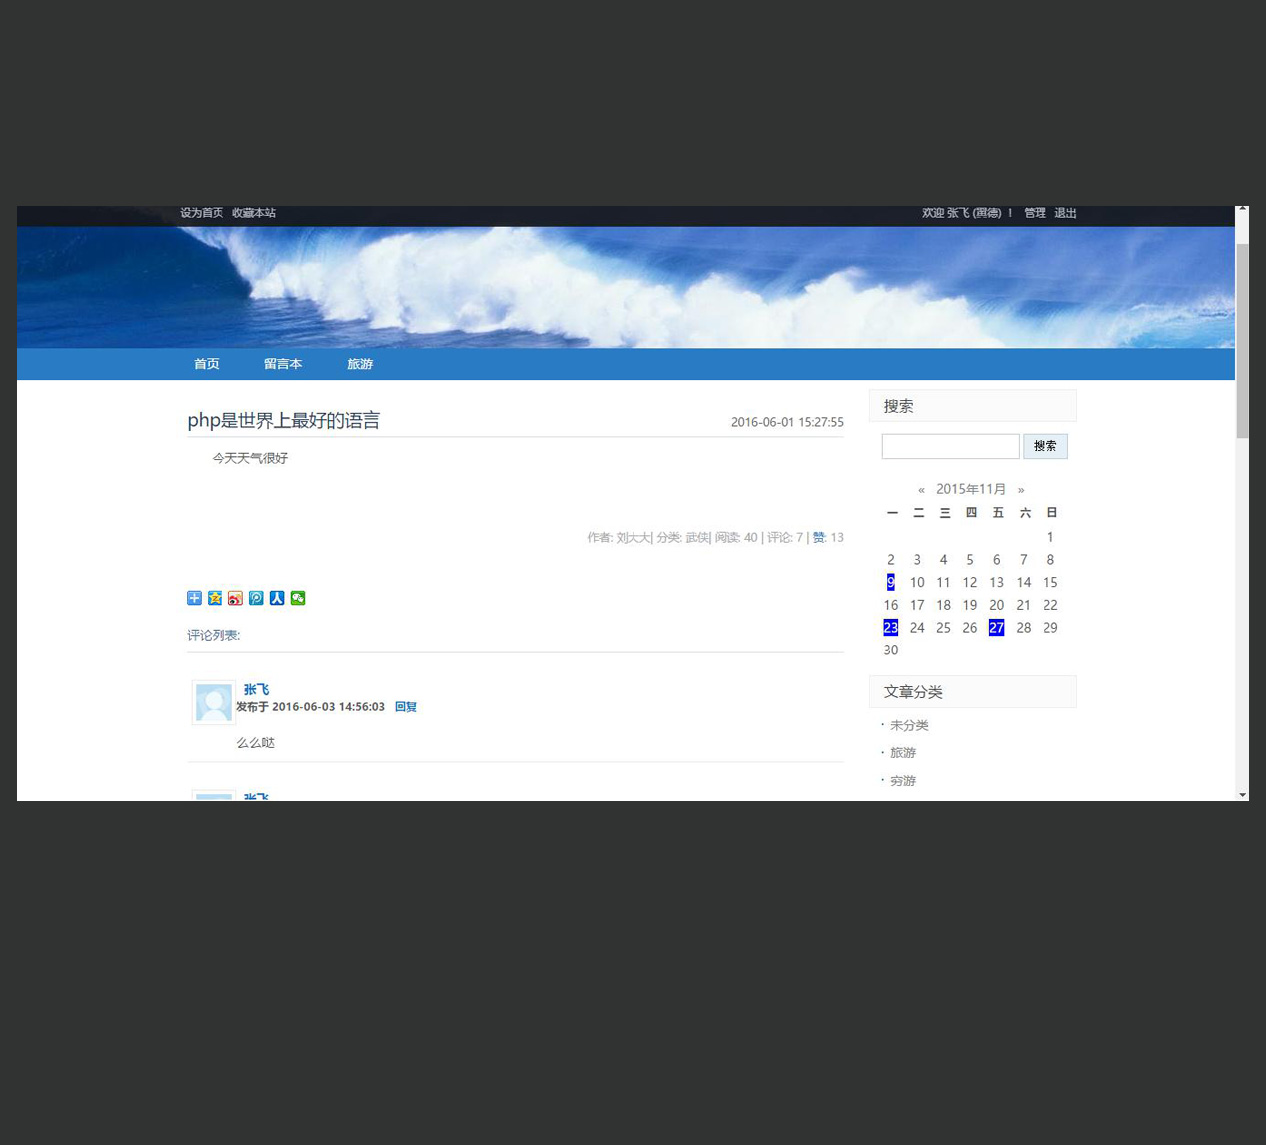 设为首页 收藏本站
欢迎 张飞 (翼德) ！ 管理 退出
首页 留言本 旅游
php是世界上最好的语言
2016-06-01 15:27:55
今天天气很好
作者: 刘大大| 分类: 武侠| 阅读: 40 | 评论: 7 | 赞: 13
评论列表:
张飞
发布于 2016-06-03 14:56:03 回复
么么哒
张飞
搜索
搜索
« 2015年11月 »
一 二 三 四 五 六 日
1
2 3 4 5 6 7 8
9 10 11 12 13 14 15
16 17 18 19 20 21 22
23 24 25 26 27 28 29
30
文章分类
· 未分类
· 旅游
· 穷游